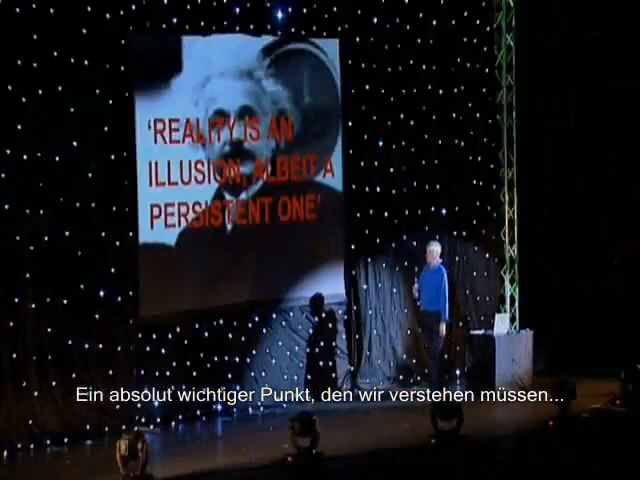 'REALITY IS AN
ILLUSION, ALBEIT A
PERSISTENT ONE'
Ein absolut wichtiger Punkt, den wir verstehen müssen...